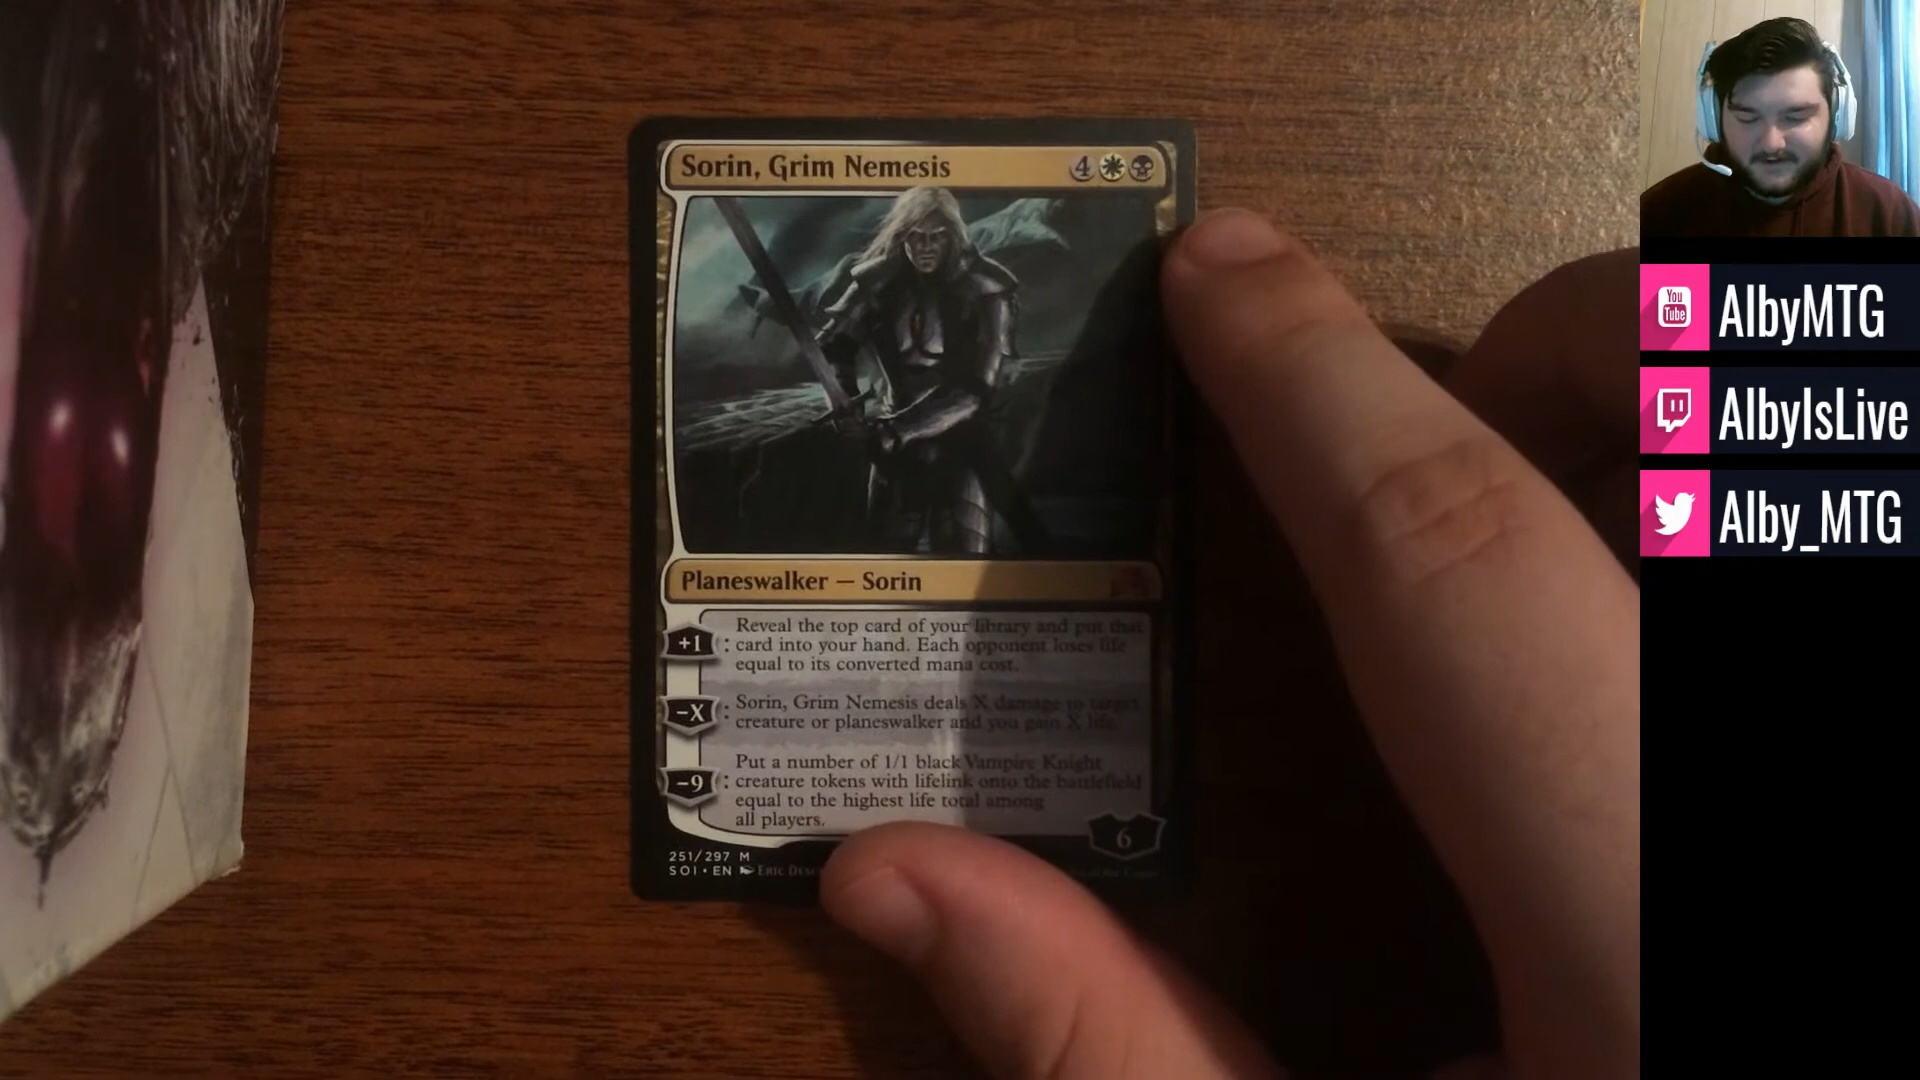 Sorin, Grim Nemesis 4
Planeswalker — Sorin
+1 : Reveal the top card of your library and put that
card into your hand. Each opponent loses life
equal to its converted mana cost.
-X : Sorin, Grim Nemesis deals X damage to target
creature or planeswalker and you gain X life.
-9 : Put a number of 1/1 black Vampire Knight
creature tokens with lifelink onto the battlefield
equal to the highest life total among
all players.
6
251/297 M
SOI • EN ERIC
You
Tube
AlbyMTG
AlbyIsLive
Alby_MTG